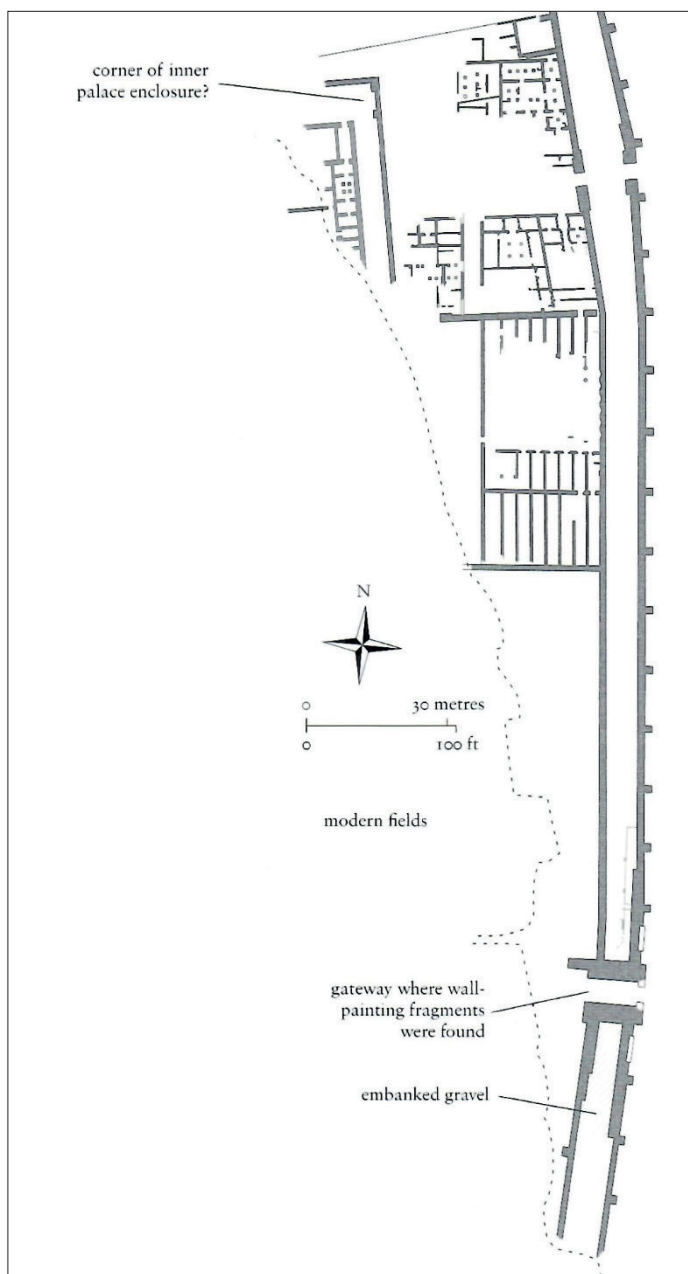 corner of inner
palace enclosure?
N
0 30 metres
0 100 ft
modern fields
gateway where wall-
painting fragments
were found
embanked gravel